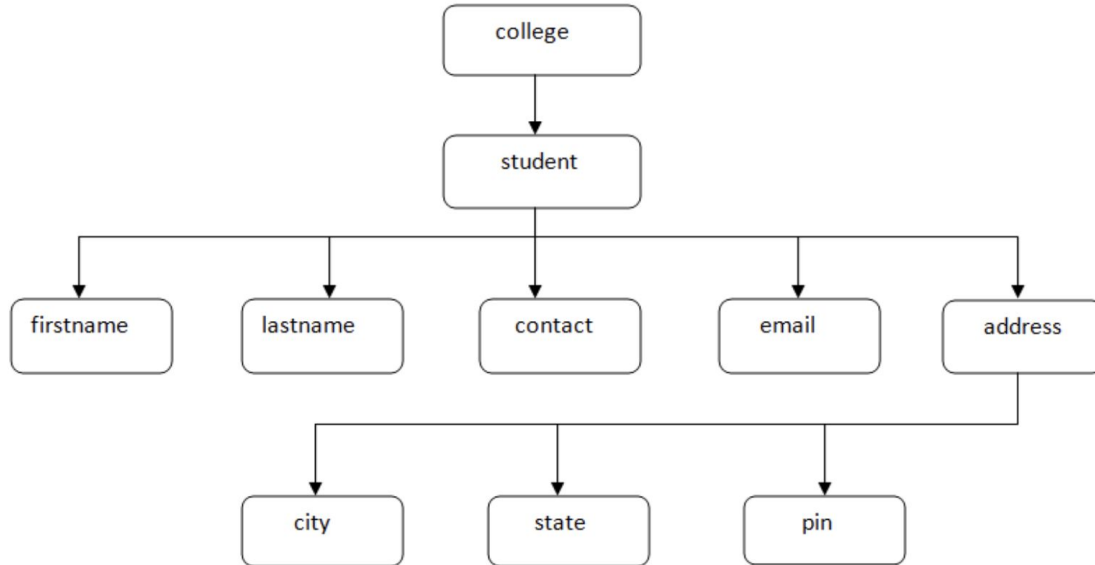 college
student
firstname
lastname
contact
email
address
city
state
pin